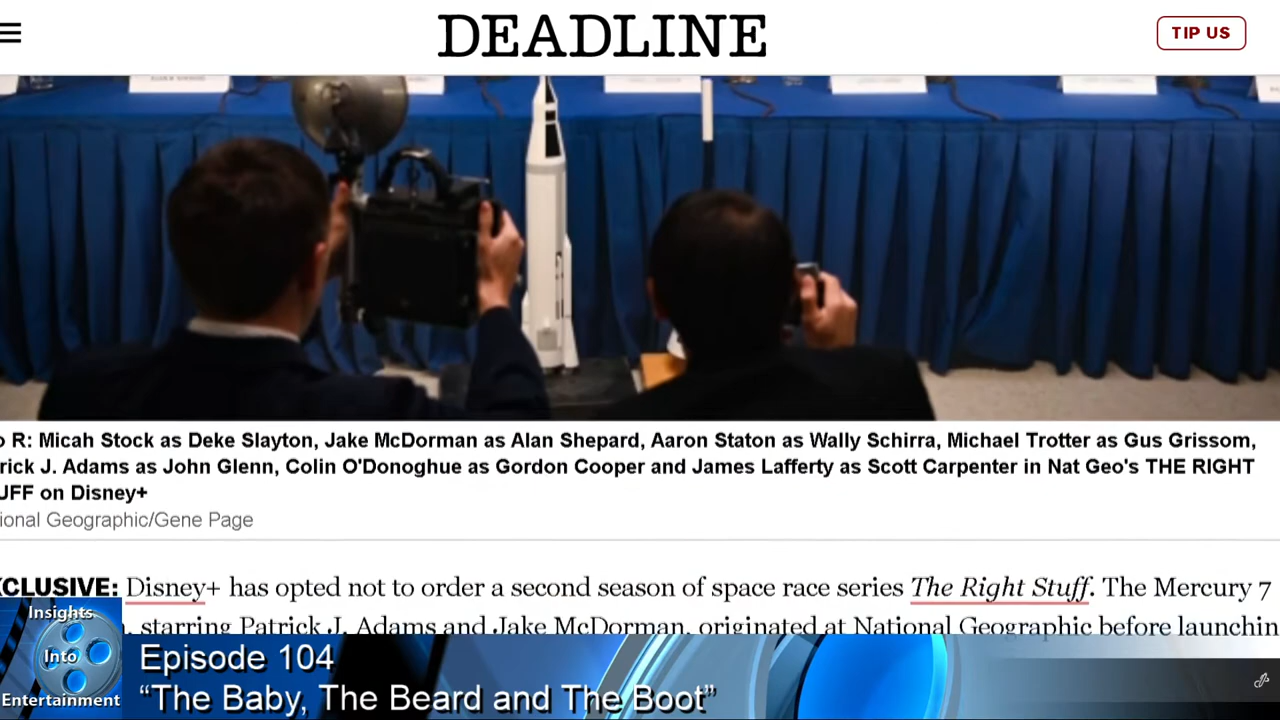 DEADLINE
TIP US
o R: Micah Stock as Deke Slayton, Jake McDorman as Alan Shepard, Aaron Staton as Wally Schirra, Michael Trotter as Gus Grissom,
rick J. Adams as John Glenn, Colin O'Donoghue as Gordon Cooper and James Lafferty as Scott Carpenter in Nat Geo's THE RIGHT
UFF on Disney+
ional Geographic/Gene Page
XCLUSIVE: Disney+ has opted not to order a second season of space race series The Right Stuff. The Mercury 7
, starring Patrick J. Adams and Jake McDorman, originated at National Geographic before launchin
Insights
Into
Entertainment
Episode 104
“The Baby, The Beard and The Boot”